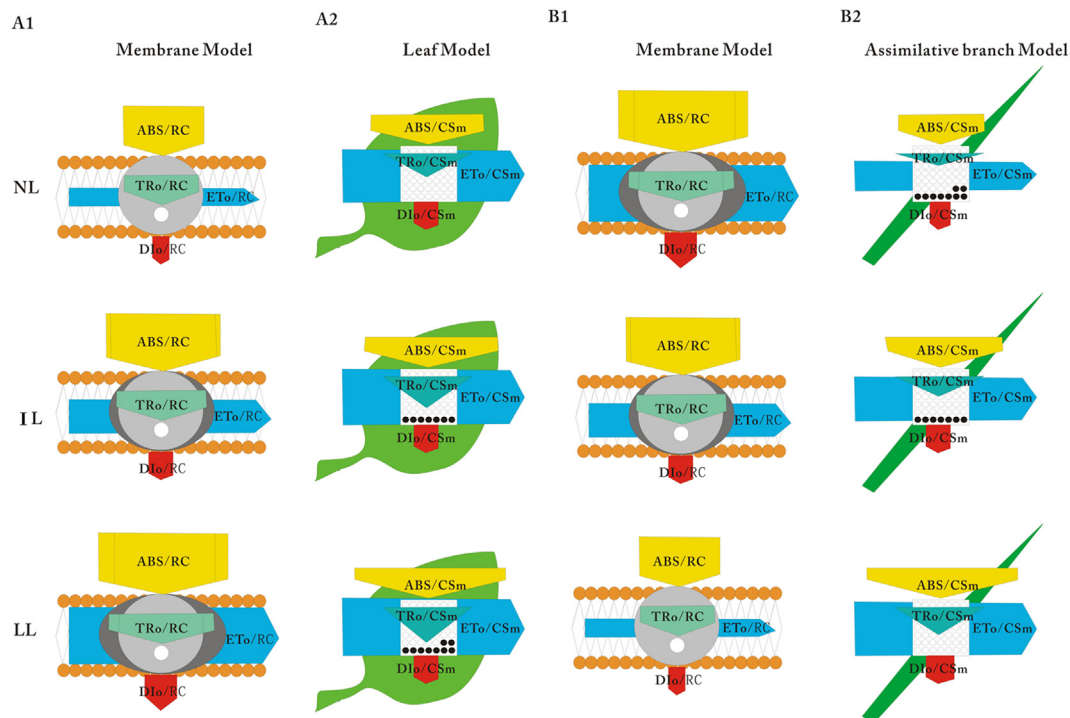 A1
A2
B1
B2
Membrane Model
Leaf Model
Membrane Model
Assimilative branch Model
NL
ABS/RC
TRo/RC
ETo/RC
DIo/RC
ABS/CSm
TRo/CSm
ETo/CSm
DIo/CSm
ABS/RC
TRo/RC
ETo/RC
DIo/RC
ABS/CSm
TRo/CSm
ETo/CSm
DIo/CSm
IL
ABS/RC
TRo/RC
ETo/RC
DIo/RC
ABS/CSm
TRo/CSm
ETo/CSm
DIo/CSm
ABS/RC
TRo/RC
ETo/RC
DIo/RC
ABS/CSm
TRo/CSm
ETo/CSm
DIo/CSm
LL
ABS/RC
TRo/RC
ETo/RC
DIo/RC
ABS/CSm
TRo/CSm
ETo/CSm
DIo/CSm
ABS/RC
TRo/RC
ETo/RC
DIo/RC
ABS/CSm
TRo/CSm
ETo/CSm
DIo/CSm